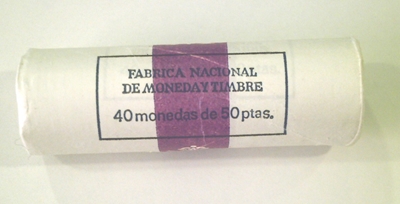 FABRICA NACIONAL
DE MONEDA Y TIMBRE
40 monedas de 50 ptas.